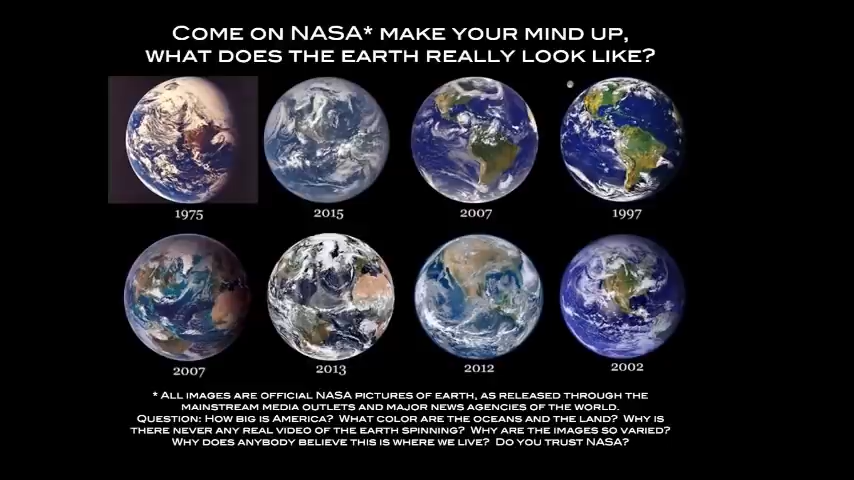 COME ON NASA* MAKE YOUR MIND UP,
WHAT DOES THE EARTH REALLY LOOK LIKE?
1975
2015
2007
1997
2007
2013
2012
2002
* ALL IMAGES ARE OFFICIAL NASA PICTURES OF EARTH, AS RELEASED THROUGH THE
MAINSTREAM MEDIA OUTLETS AND MAJOR NEWS AGENCIES OF THE WORLD.
QUESTION: HOW BIG IS AMERICA? WHAT COLOR ARE THE OCEANS AND THE LAND? WHY IS
THERE NEVER ANY REAL VIDEO OF THE EARTH SPINNING? WHY ARE THE IMAGES SO VARIED?
WHY DOES ANYBODY BELIEVE THIS IS WHERE WE LIVE? DO YOU TRUST NASA?